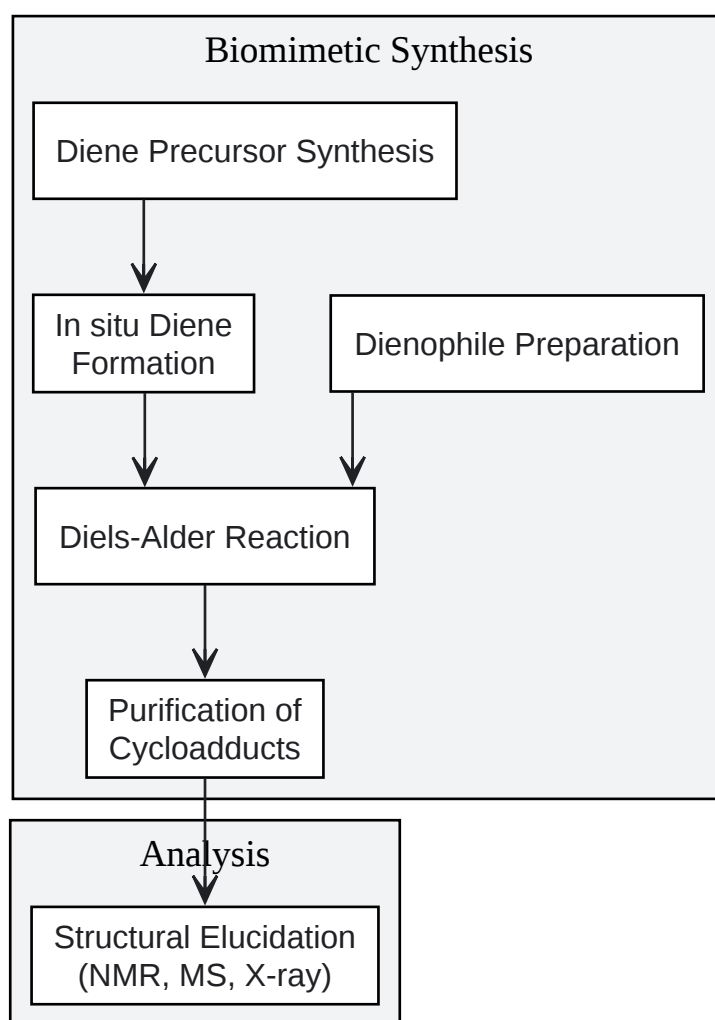 Biomimetic Synthesis
Diene Precursor Synthesis
In situ Diene
Formation
Dienophile Preparation
Diels-Alder Reaction
Purification of
Cycloadducts
Analysis
Structural Elucidation
(NMR, MS, X-ray)